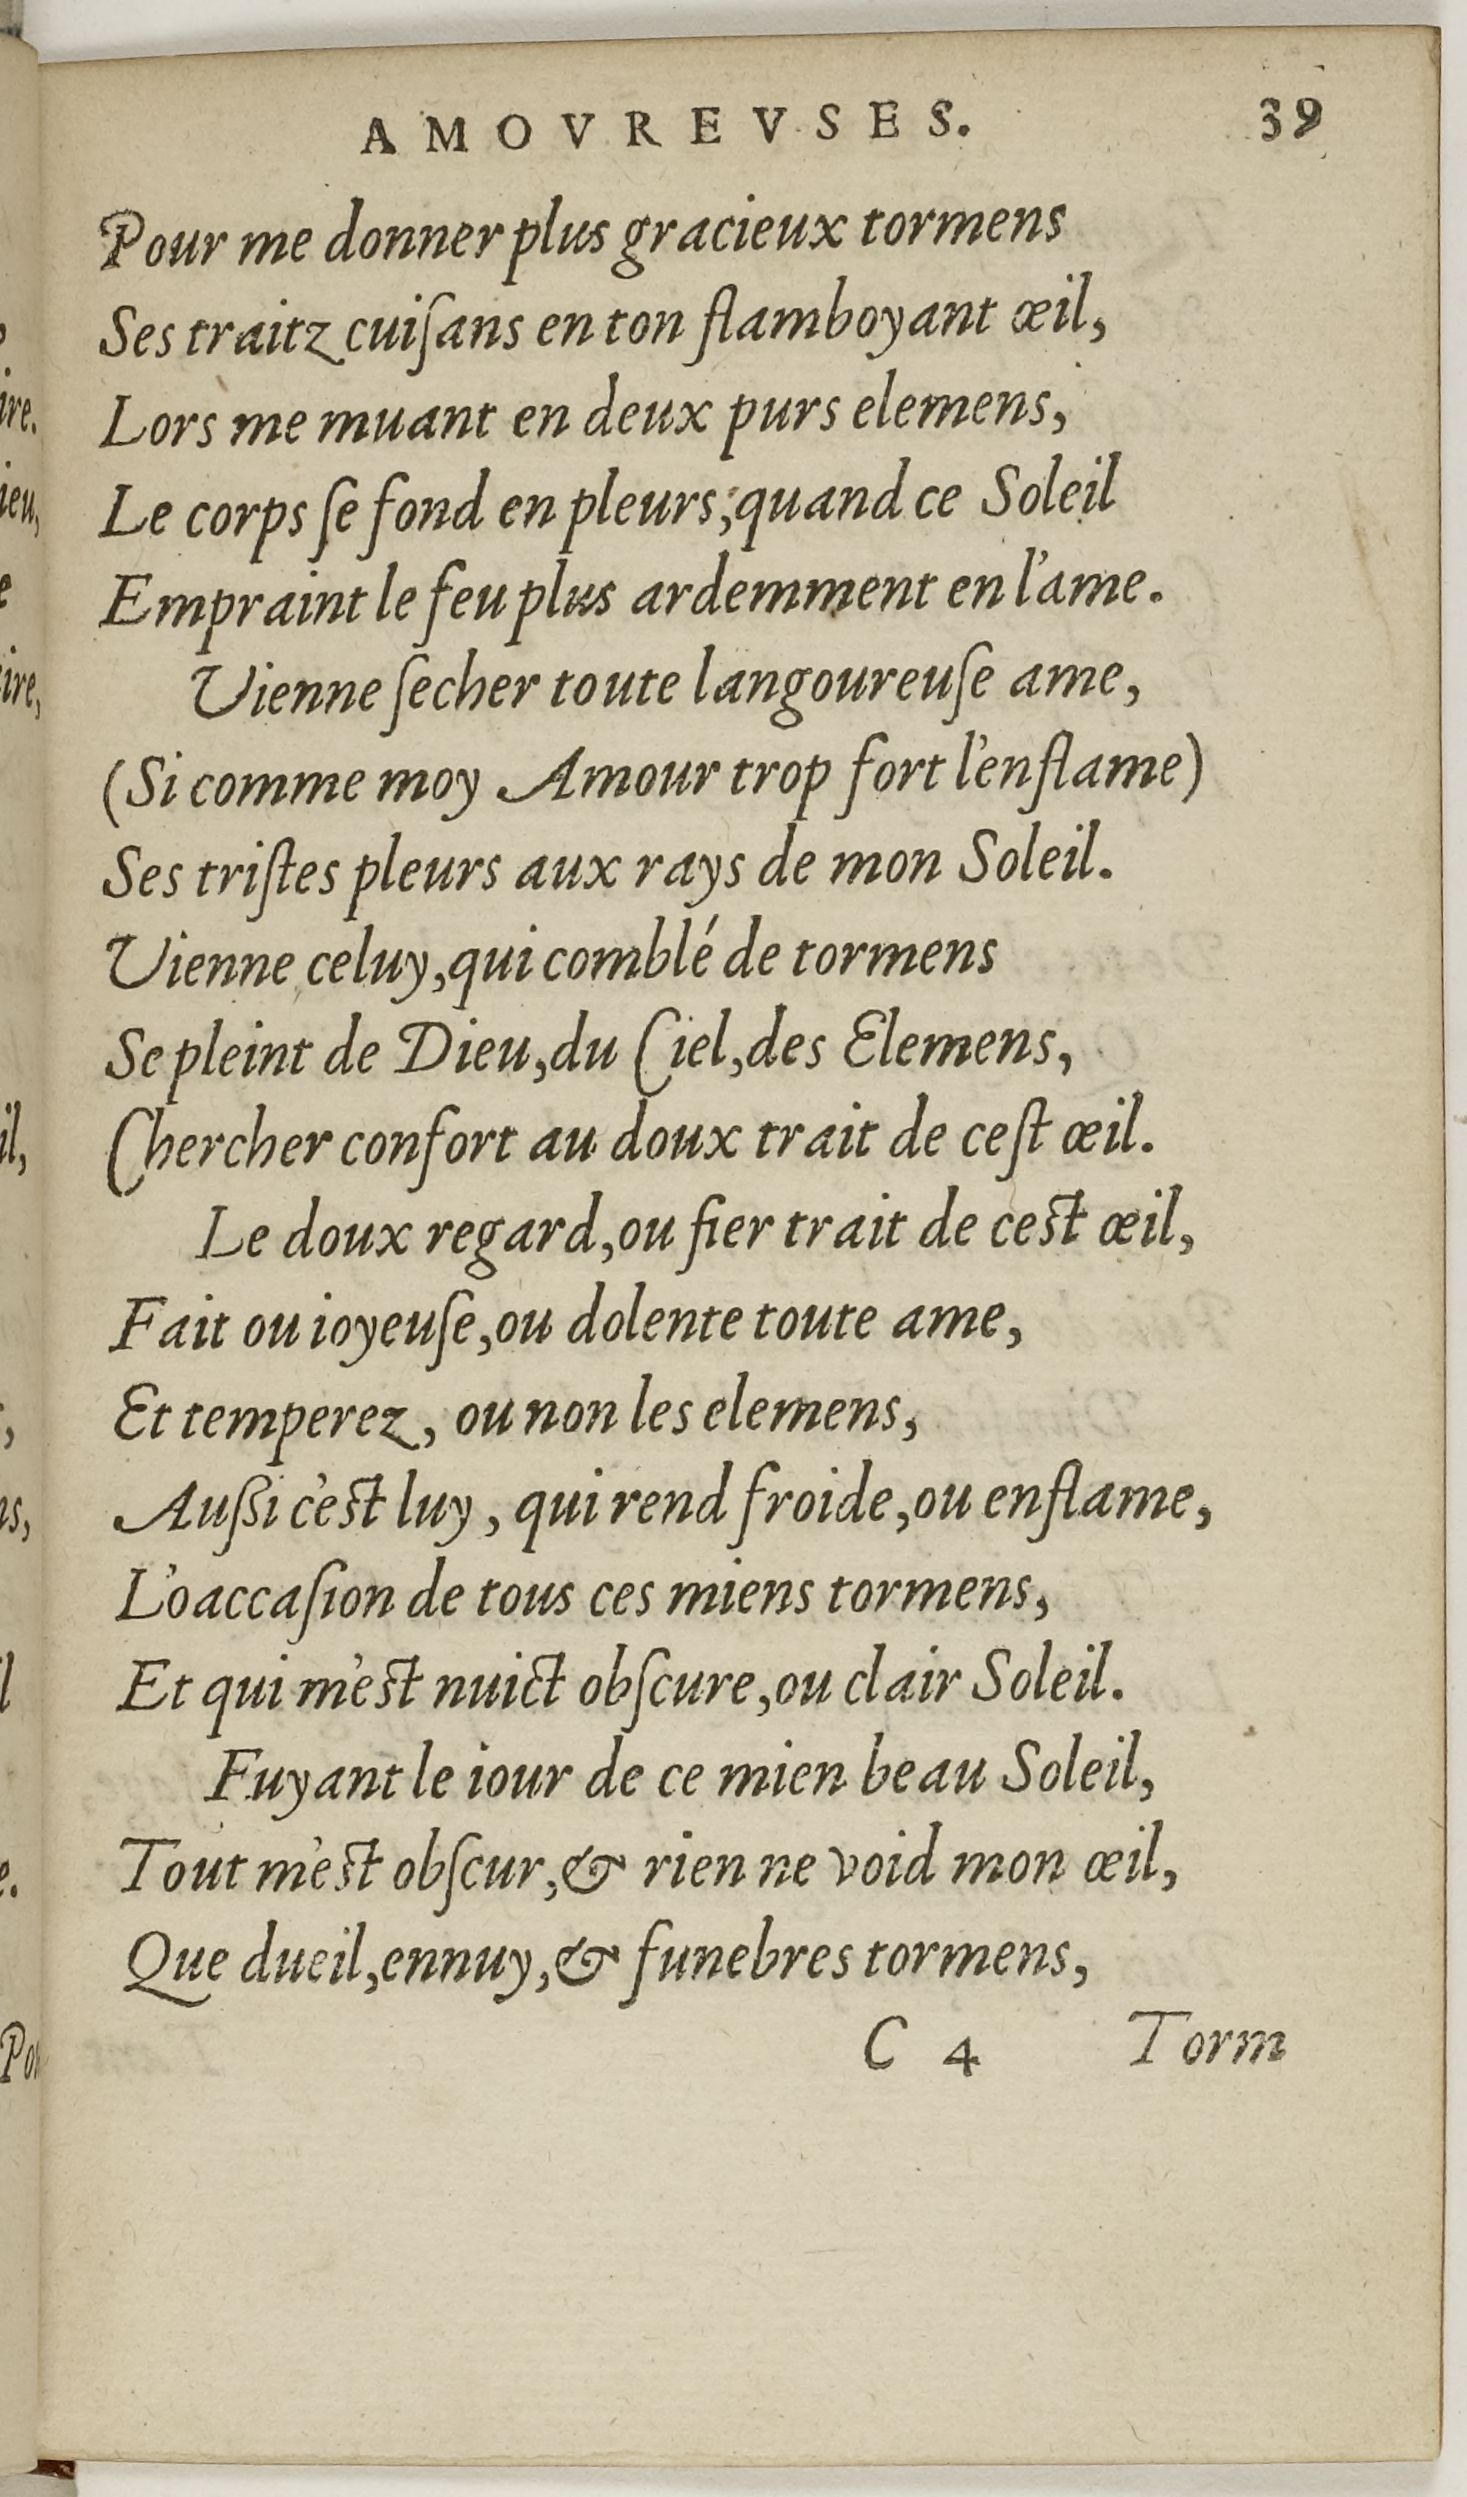 AMOVREVSES. 39
Pour me donner plus gracieux tormens
Ses traitz cuiſans en ton flamboyant œil,
Lors me muant en deux purs elemens,
Le corps ſe fond en pleurs, quand ce Soleil
Empraint le feu plus ardemment en l'ame.
Vienne ſecher toute langoureuſe ame,
(Si comme moy Amour trop fort l'enflame)
Ses triſtes pleurs aux rays de mon Soleil.
Vienne celuy, qui comblé de tormens
Se pleint de Dieu, du Ciel, des Elemens,
Chercher confort au doux trait de ceſt œil.
Le doux regard, ou fier trait de ceſt œil,
Fait ou ioyeuſe, ou dolente toute ame,
Et temperez, ou non les elemens,
Auſſi c'eſt luy, qui rend froide, ou enflame,
L'oaccaſion de tous ces miens tormens,
Et qui m'eſt nuict obſcure, ou clair Soleil.
Fuyant le iour de ce mien beau Soleil,
Tout m'eſt obſcur, & rien ne void mon œil,
Que dueil, ennuy, & funebres tormens,
C 4 Torm